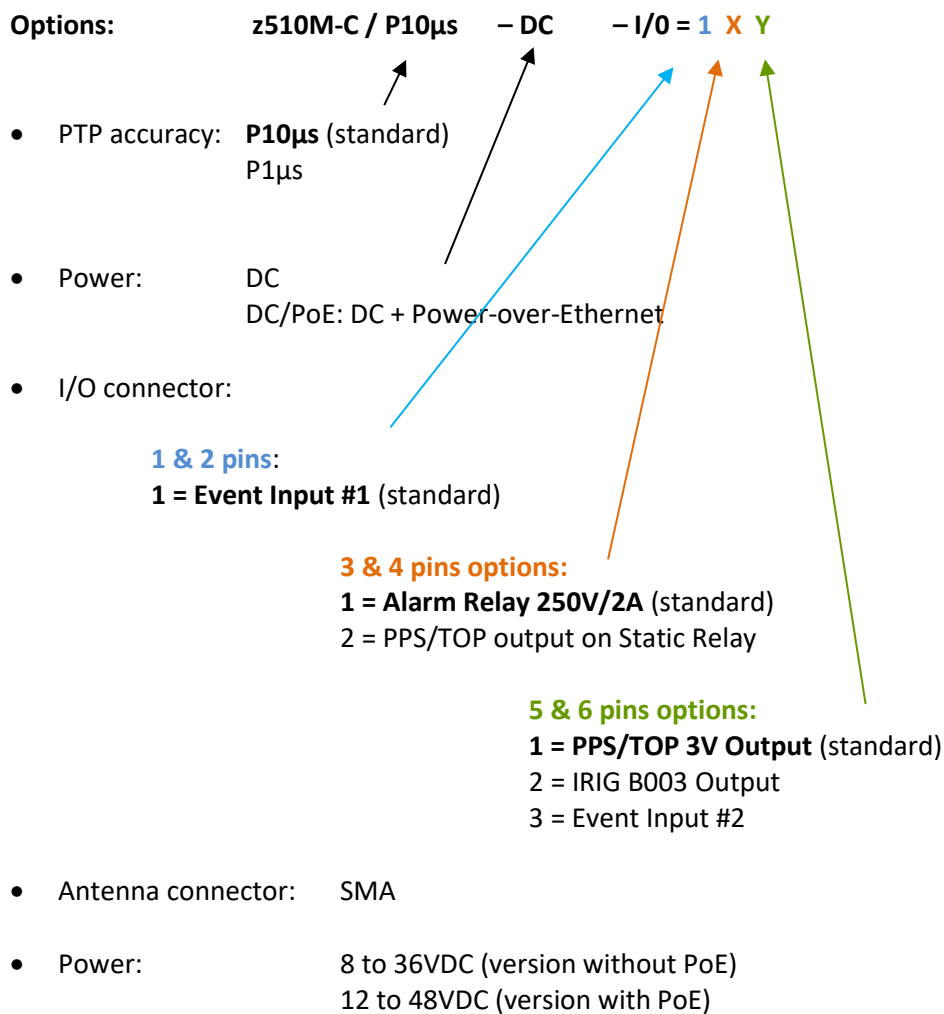 Options: z510M-C / P10µs – DC – I/0 = 1 X Y
• PTP accuracy: P10µs (standard)
P1µs
• Power: DC
DC/PoE: DC + Power-over-Ethernet
• I/O connector:
1 & 2 pins:
1 = Event Input #1 (standard)
3 & 4 pins options:
1 = Alarm Relay 250V/2A (standard)
2 = PPS/TOP output on Static Relay
5 & 6 pins options:
1 = PPS/TOP 3V Output (standard)
2 = IRIG B003 Output
3 = Event Input #2
• Antenna connector: SMA
• Power: 8 to 36VDC (version without PoE)
12 to 48VDC (version with PoE)